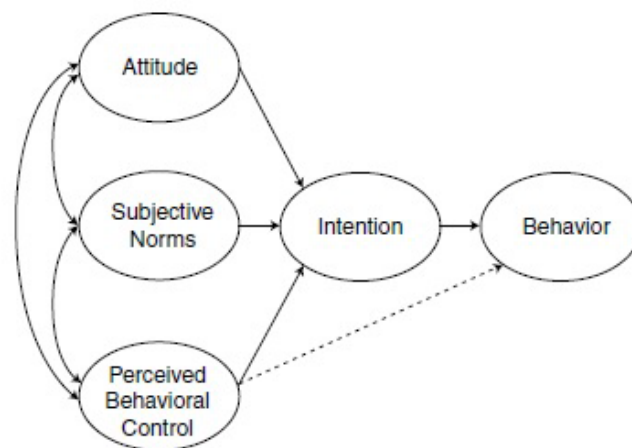 Attitude
Subjective
Norms
Intention
Behavior
Perceived
Behavioral
Control